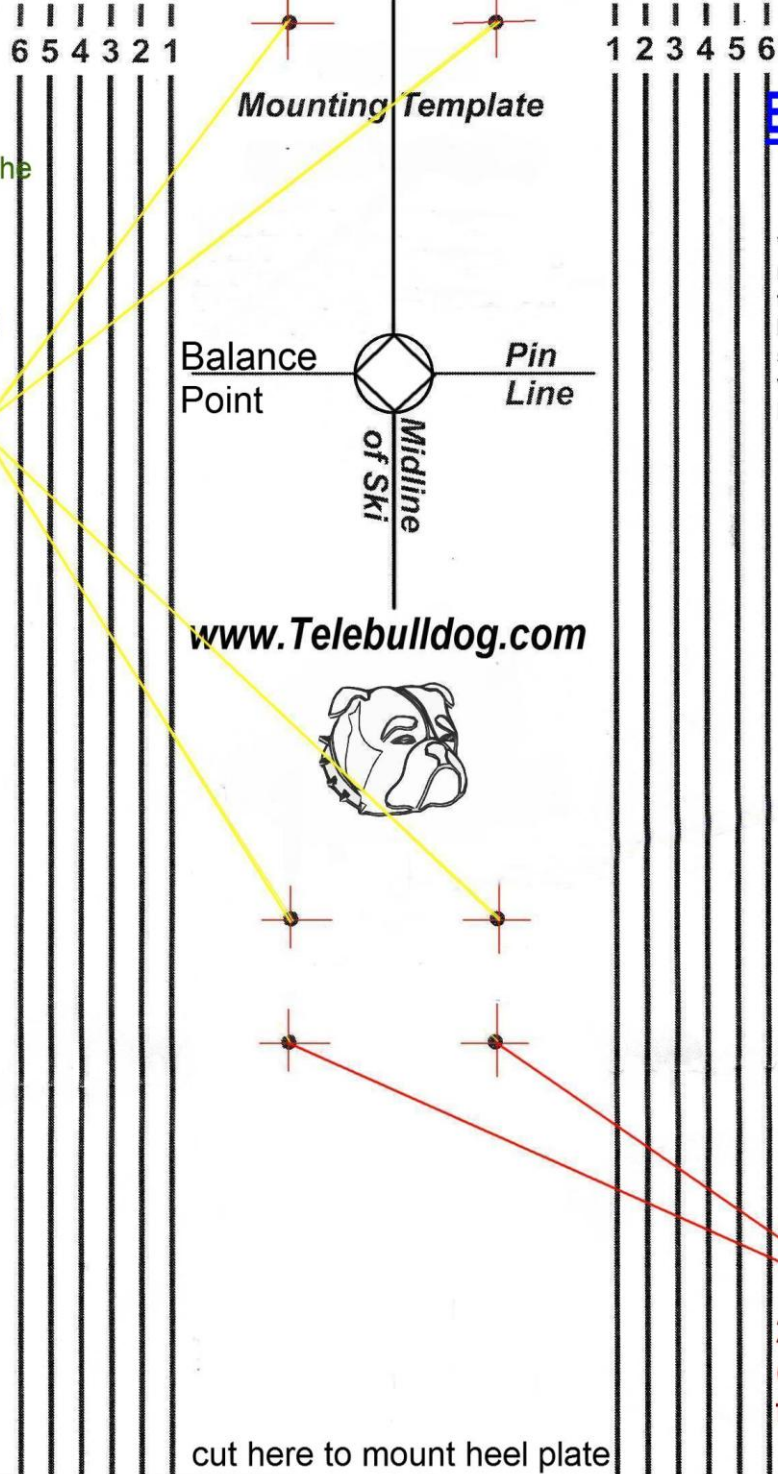 6 5 4 3 2 1
1 2 3 4 5 6
Mounting Template
he
Balance
Point
Pin
Line
Midline
of Ski
www.Telebulldog.com
cut here to mount heel plate